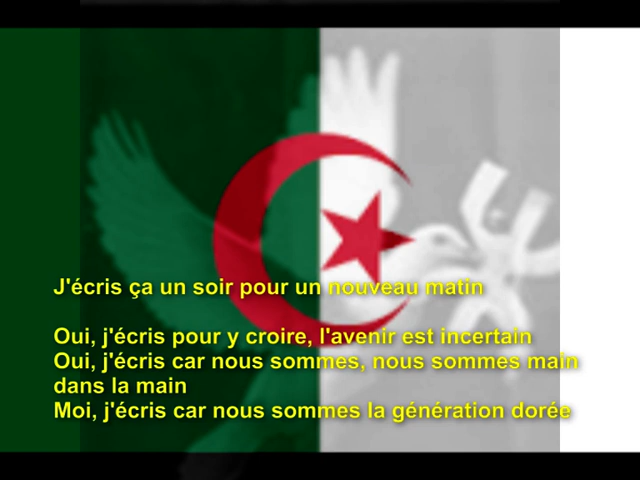 J'écris ça un soir pour un nouveau matin
Oui, j'écris pour y croire, l'avenir est incertain
Oui, j'écris car nous sommes, nous sommes main
dans la main
Moi, j'écris car nous sommes la génération dorée